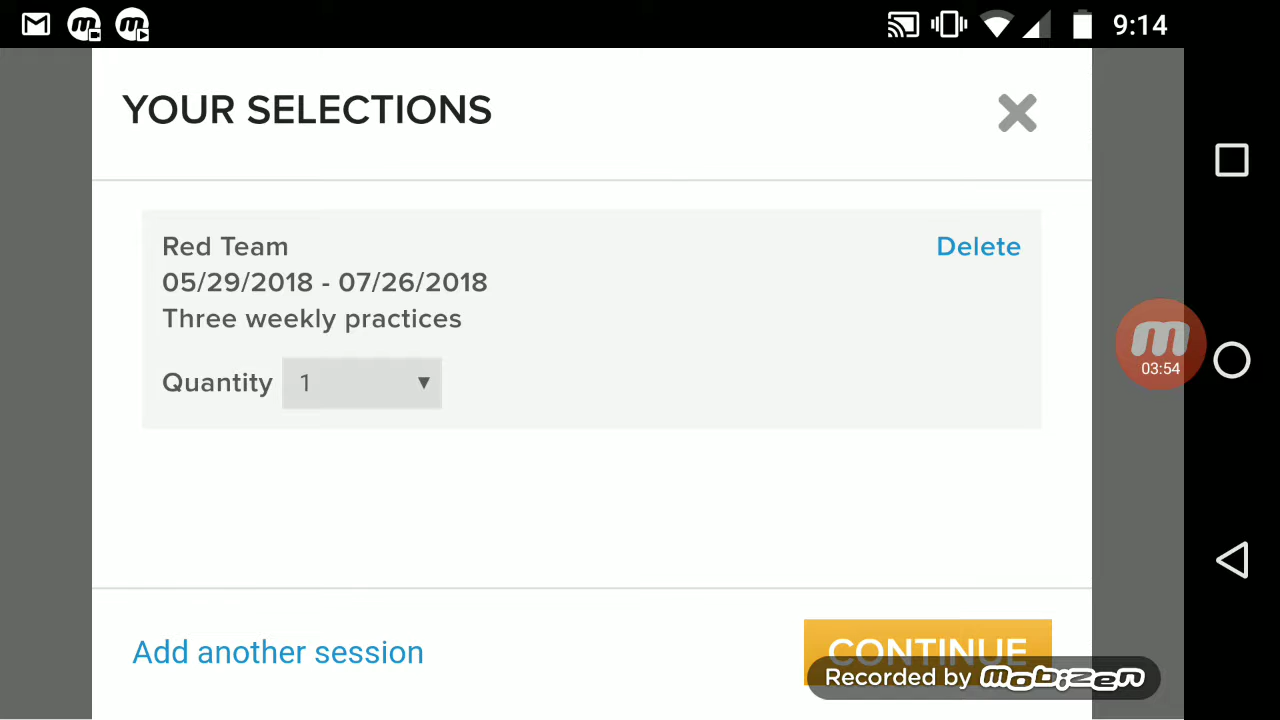 9:14
YOUR SELECTIONS
Red Team
Delete
05/29/2018 - 07/26/2018
Three weekly practices
Quantity 1
03:54
Add another session
CONTINUE
Recorded by mobizen